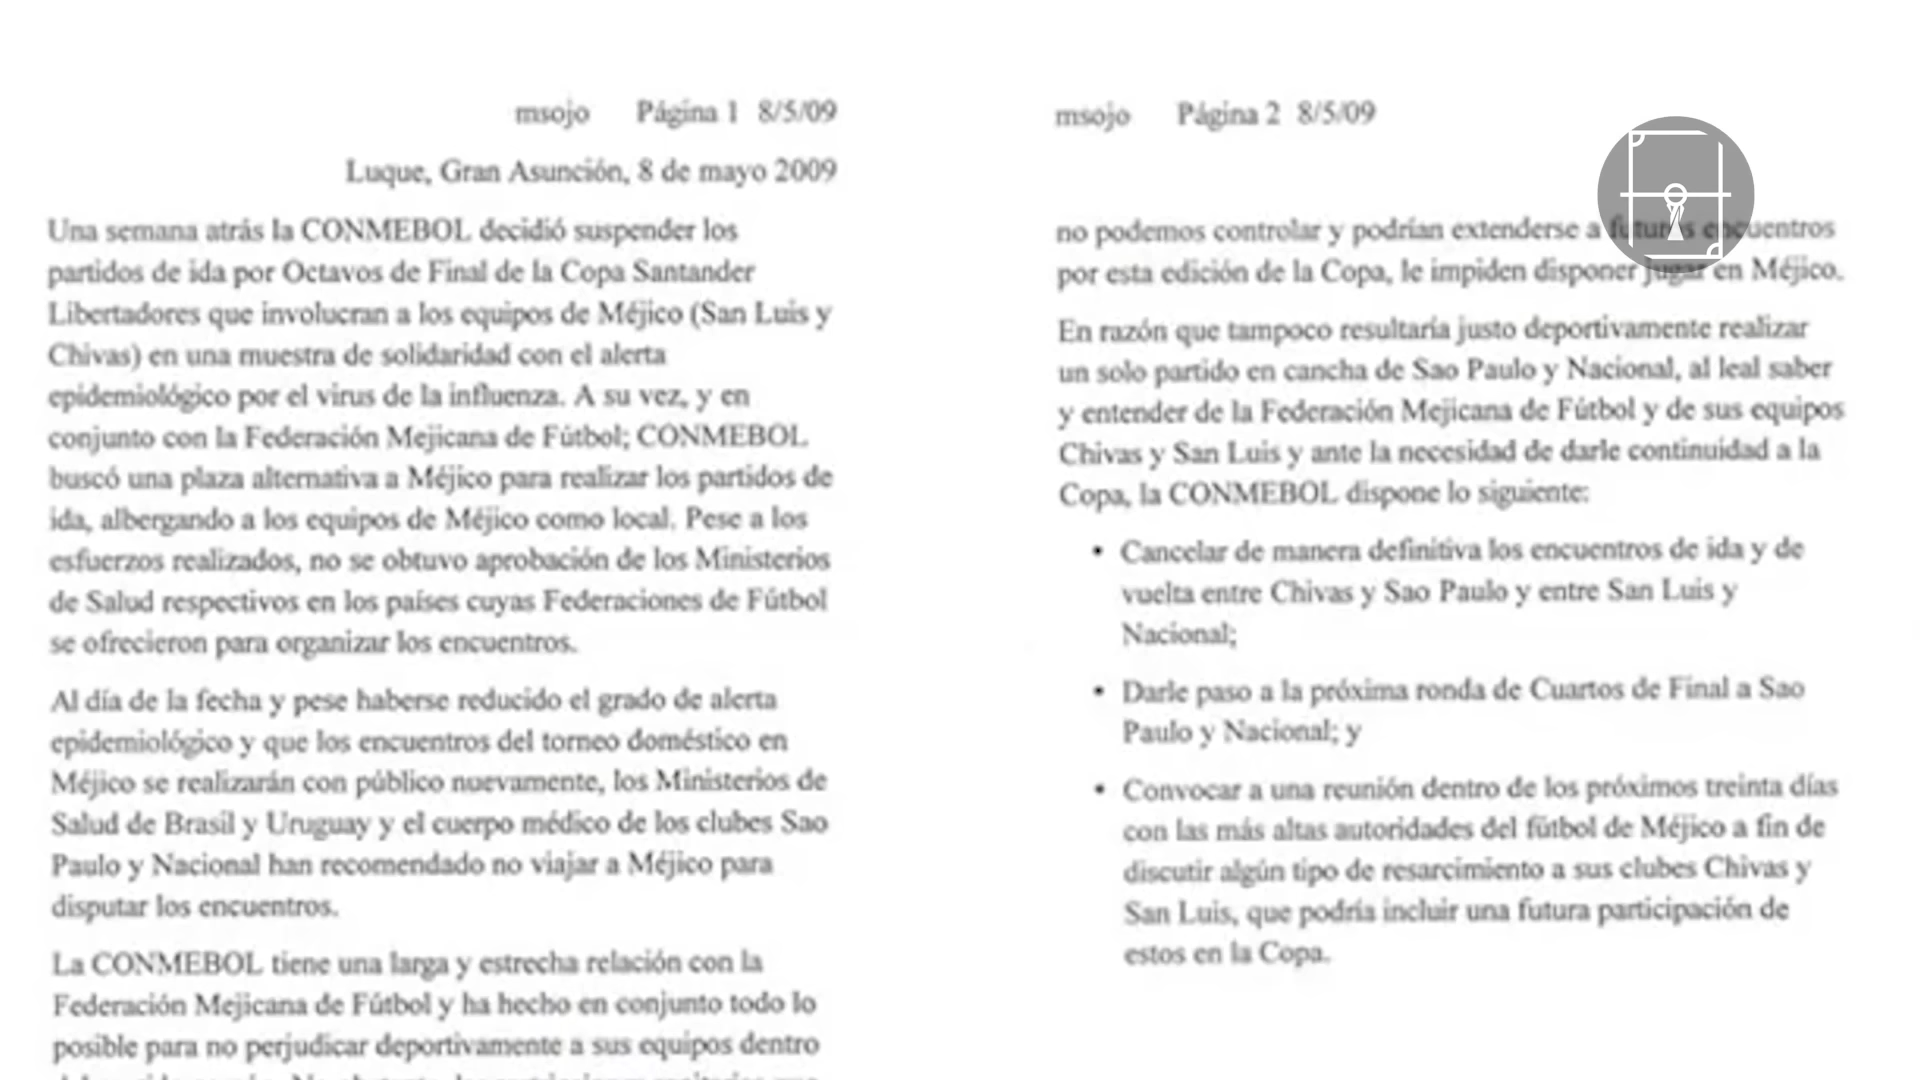 msojo Página 1 8/5/09
Luque, Gran Asunción, 8 de mayo 2009
Una semana atrás la CONMEBOL decidió suspender los
partidos de ida por Octavos de Final de la Copa Santander
Libertadores que involucran a los equipos de Méjico (San Luis y
Chivas) en una muestra de solidaridad con el alerta
epidemiológico por el virus de la influenza. A su vez, y en
conjunto con la Federación Mejicana de Fútbol; CONMEBOL
buscó una plaza alternativa a Méjico para realizar los partidos de
ida, albergando a los equipos de Méjico como local. Pese a los
esfuerzos realizados, no se obtuvo aprobación de los Ministerios
de Salud respectivos en los países cuyas Federaciones de Fútbol
se ofrecieron para organizar los encuentros.
Al día de la fecha y pese haberse reducido el grado de alerta
epidemiológico y que los encuentros del torneo doméstico en
Méjico se realizarán con público nuevamente, los Ministerios de
Salud de Brasil y Uruguay y el cuerpo médico de los clubes Sao
Paulo y Nacional han recomendado no viajar a Méjico para
disputar los encuentros.
La CONMEBOL tiene una larga y estrecha relación con la
Federación Mejicana de Fútbol y ha hecho en conjunto todo lo
posible para no perjudicar deportivamente a sus equipos dentro
msojo Página 2 8/5/09
no podemos controlar y podrían extenderse a futuros encuentros
por esta edición de la Copa, le impiden disponer jugar en Méjico.
En razón que tampoco resultaría justo deportivamente realizar
un solo partido en cancha de Sao Paulo y Nacional, al leal saber
y entender de la Federación Mejicana de Fútbol y de sus equipos
Chivas y San Luis y ante la necesidad de darle continuidad a la
Copa, la CONMEBOL dispone lo siguiente:
• Cancelar de manera definitiva los encuentros de ida y de
vuelta entre Chivas y Sao Paulo y entre San Luis y
Nacional;
• Darle paso a la próxima ronda de Cuartos de Final a Sao
Paulo y Nacional; y
• Convocar a una reunión dentro de los próximos treinta días
con las más altas autoridades del fútbol de Méjico a fin de
discutir algún tipo de resarcimiento a sus clubes Chivas y
San Luis, que podría incluir una futura participación de
estos en la Copa.